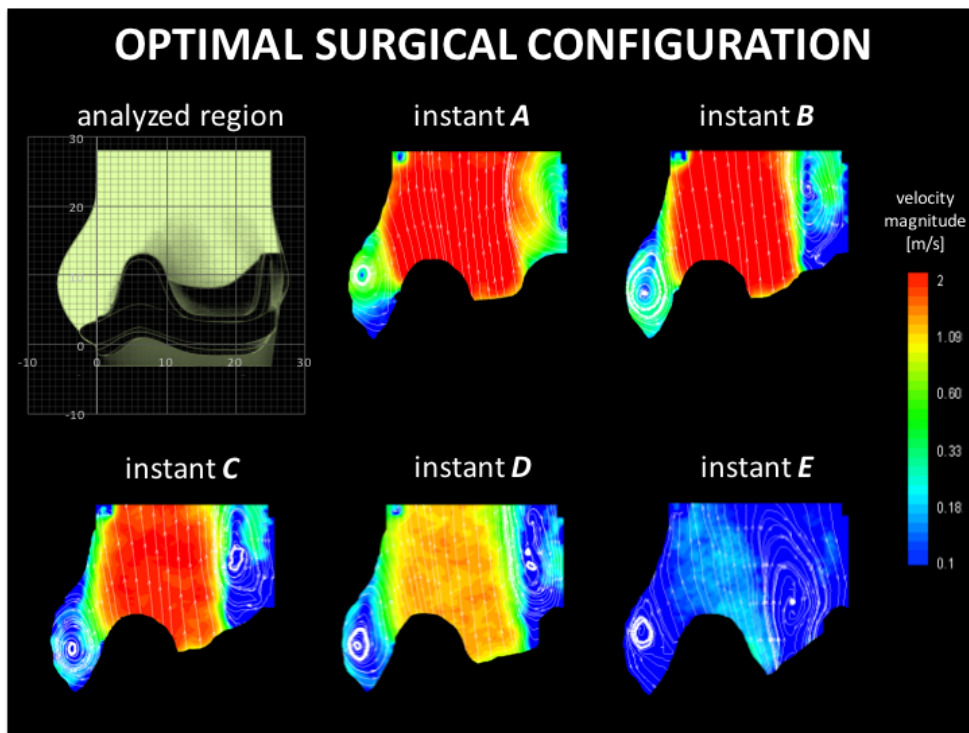 OPTIMAL SURGICAL CONFIGURATION
analyzed region
instant A
instant B
30
20
10
0
-10
-10
0
10
20
30
velocity
magnitude
[m/s]
2
1.09
0.60
0.33
0.18
0.1
instant C
instant D
instant E